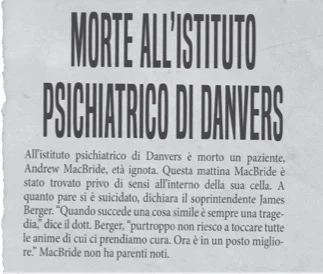 MORTE ALL'ISTITUTO
PSICHIATRICO DI DANVERS
All'istituto psichiatrico di Danvers è morto un paziente,
Andrew MacBride, età ignota. Questa mattina MacBride è
stato trovato privo di sensi all'interno della sua cella. A
quanto pare si è suicidato, dichiara il soprintendente James
Berger. “Quando succede una cosa simile è sempre una trage-
dia,” dice il dott. Berger, “purtroppo non riesco a toccare tutte
le anime di cui ci prendiamo cura. Ora è in un posto miglio-
re.” MacBride non ha parenti noti.